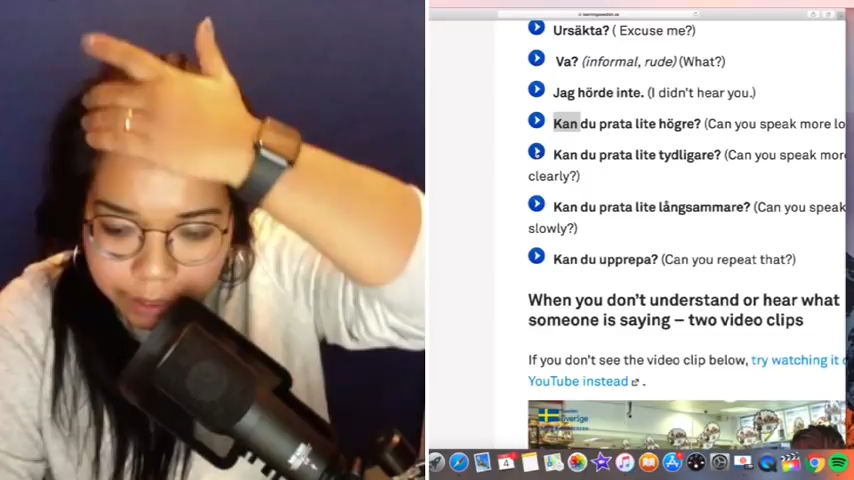 Ursäkta? ( Excuse me?)
Va? (informal, rude) (What?)
Jag hörde inte. (I didn't hear you.)
Kan du prata lite högre? (Can you speak more lo
Kan du prata lite tydligare? (Can you speak more
clearly?)
Kan du prata lite långsammare? (Can you speak
slowly?)
Kan du upprepa? (Can you repeat that?)
When you don't understand or hear what
someone is saying – two video clips
If you don't see the video clip below, try watching it o
YouTube instead .
Sverige
4